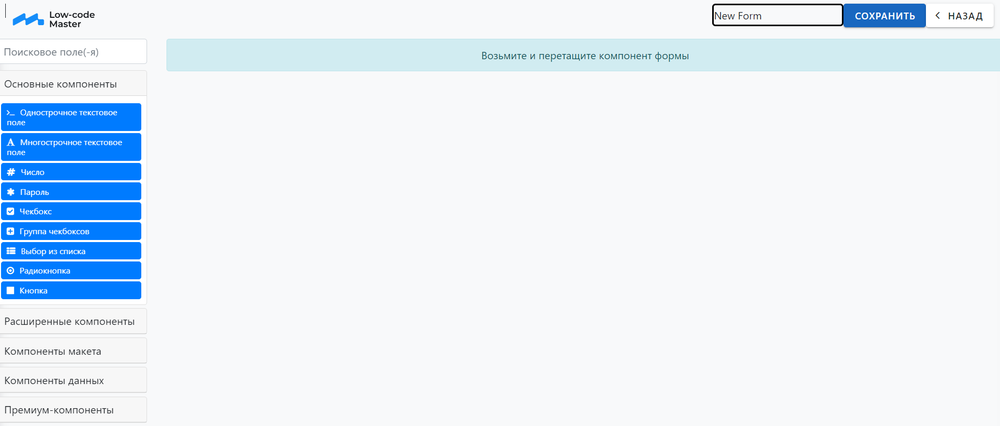 Low-code
Master
New Form
СОХРАНИТЬ
НАЗАД
Поисковое поле(-я)
Возьмите и перетащите компонент формы
Основные компоненты
Однострочное текстовое
поле
Многострочное текстовое
поле
Число
Пароль
Чекбокс
Группа чекбоксов
Выбор из списка
Радиокнопка
Кнопка
Расширенные компоненты
Компоненты макета
Компоненты данных
Премиум-компоненты